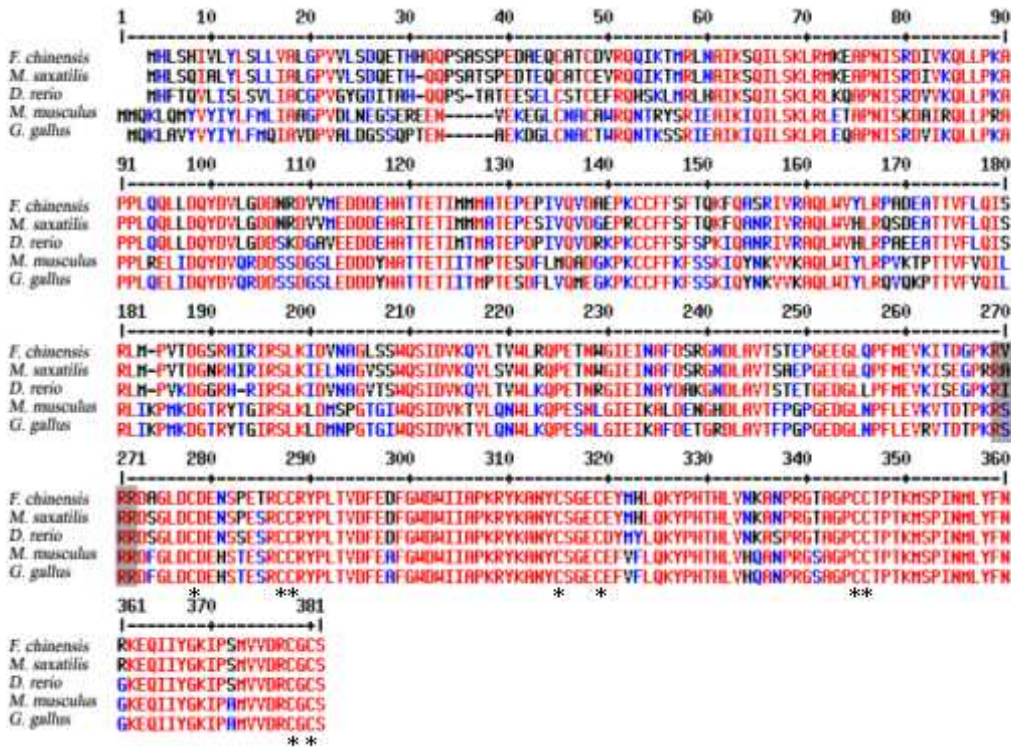 1 10 20 30 40 50 60 70 80 90
|--------+---------+---------+---------+---------+---------+---------+---------+---------|
F. chinensis MHLSHIVLYLSLLVALGPVVLSDQETHHQQPSASSPEDAEQCATCDVRQQIKTMRLNAIKSQILSKLRMKEAPNISRDIVKQLLPKA
M. saxatilis MHLSQIALYLSLLIALGPVVLSDQETH-QQPSATSPEDTEQCATCEVRQQIKTMRLNAIKSQILSKLRMKEAPNISRDIVKQLLPKA
D. rerio MHFTQVLISLSVLIACGPVGYGDITAH-QQPS-TATEESELCSTCEFRQHSKLMRLHAIKSQILSKLRLKQAPNISRDVVKQLLPKA
M. musculus MMQKLQMYVYIYLFMLIAAGPVDLNEGSEREEN-----VEKEGLCNACAWRQNTRYSRIEAIKIQILSKLRLETAPNISKDAIRQLLPRA
G. gallus MQKLAVYVYIYLFMQIAVDPVALDGSSQPTEN-----AEKDGLCNACTWRQNTKSSRIEAIKIQILSKLRLEQAPNISRDVIKQLLPKA
91 100 110 120 130 140 150 160 170 180
|--------+---------+---------+---------+---------+---------+---------+---------+---------|
F. chinensis PPLQQLLDQYDVLGDDNRDVVMEDDDEHATTETIMMMATEPEPIVQVDAEPKCCFFSFTQKFQASRIVRAQLWVYLRPADEATTVFLQIS
M. saxatilis PPLQQLLDQYDVLGDDNRDVVMEDDDEHAITETIMMMATEPESIVQVDGEPRCCFFSFTQKFQANRIVRAQLWVHLRQSDEATTVFLQIS
D. rerio PPLQQLLDQYDVLGDDSKDGAVEEDDEHATTETIMTMATEPDPIVQVDRKPKCCFFSFSPKIQANRIVRAQLWVHLRPAEEATTVFLQIS
M. musculus PPLRELIDQYDVQRDDSSDGSLEDDDYHATTETIITMPTESDFLMQADGKPKCCFFKFSSKIQYNKVVKAQLWIYLRPVKTPTTVFVQIL
G. gallus PPLQELIDQYDVQRDDSSDGSLEDDDYHATTETIITMPTESDFLVQMEGKPKCCFFKFSSKIQYNKVVKAQLWIYLRQVQKPTTVFVQIL
181 190 200 210 220 230 240 250 260 270
|--------+---------+---------+---------+---------+---------+---------+---------+---------|
F. chinensis RLM-PVTDGSRHIRIRSLKIDVNAGLSSWQSIDVKQVLTVWLRQPETNWGIEINAFDSRGNDLAVTSTEPGEEGLQPFMEVKITDGPKRV
M. saxatilis RLM-PVTDGNRHIRIRSLKIELNAGVSSWQSIDVKQVLSVWLRQPETNWGIEINAFDSRGNDLAVTSAEPGEEGLQPFMEVKISEGPRRA
D. rerio RLM-PVKDGGRH-RIRSLKIDVNAGVTSWQSIDVKQVLTVWLKQPETNRGIEINAYDAKGNDLAVTSTETGEDGLLPFMEVKISEGPKRI
M. musculus RLIKPMKDGTRYTGIRSLKLDMSPGTGIWQSIDVKTVLQNWLKQPESNLGIEIKALDENGHDLAVTFPGPGEDGLNPFLEVKVTDTPKRS
G. gallus RLIKPMKDGTRYTGIRSLKLDMNPGTGIWQSIDVKTVLQNWLKQPESNLGIEIKAFDETGRDLAVTFPGPGEDGLNPFLEVRVTDTPKRS
271 280 290 300 310 320 330 340 350 360
|--------+---------+---------+---------+---------+---------+---------+---------+---------|
F. chinensis RRDAGLDCDENSPETRCCRYPLTVDFEDFGWDWIIAPKRYKANYCSGECEYMHLQKYPHTHLVNKANPRGTAGPCCTPTKMSPINMLYFN
M. saxatilis RRDSGLDCDENSPESRCCRYPLTVDFEDFGWDWIIAPKRYKANYCSGECEYMHLQKYPHTHLVNKANPRGTAGPCCTPTKMSPINMLYFN
D. rerio RRDSGLDCDENSSESRCCRYPLTVDFEDFGWDWIIAPKRYKANYCSGECDYMYLQKYPHTHLVNKASPRGTAGPCCTPTKMSPINMLYFN
M. musculus RRDFGLDCDEHSTESRCCRYPLTVDFEAFGWDWIIAPKRYKANYCSGECEFVFLQKYPHTHLVHQANPRGSAGPCCTPTKMSPINMLYFN
G. gallus RRDFGLDCDEHSTESRCCRYPLTVDFEAFGWDWIIAPKRYKANYCSGECEFVFLQKYPHTHLVHQANPRGSAGPCCTPTKMSPINMLYFN
* ** * * **
361 370 381
|--------+---------+|
F. chinensis RKEQIIYGKIPSMVVDRCGCS
M. saxatilis RKEQIIYGKIPSMVVDRCGCS
D. rerio GKEQIIYGKIPSMVVDRCGCS
M. musculus GKEQIIYGKIPAMVVDRCGCS
G. gallus GKEQIIYGKIPAMVVDRCGCS
* *